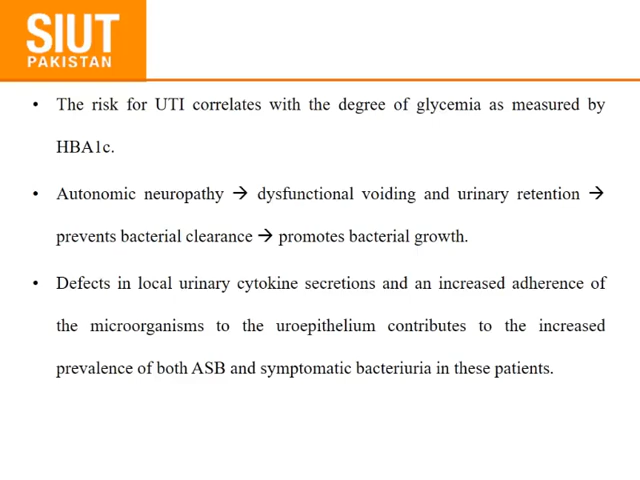 SIUT
PAKISTAN
• The risk for UTI correlates with the degree of glycemia as measured by
HBA1c.
• Autonomic neuropathy → dysfunctional voiding and urinary retention →
prevents bacterial clearance → promotes bacterial growth.
• Defects in local urinary cytokine secretions and an increased adherence of
the microorganisms to the uroepithelium contributes to the increased
prevalence of both ASB and symptomatic bacteriuria in these patients.